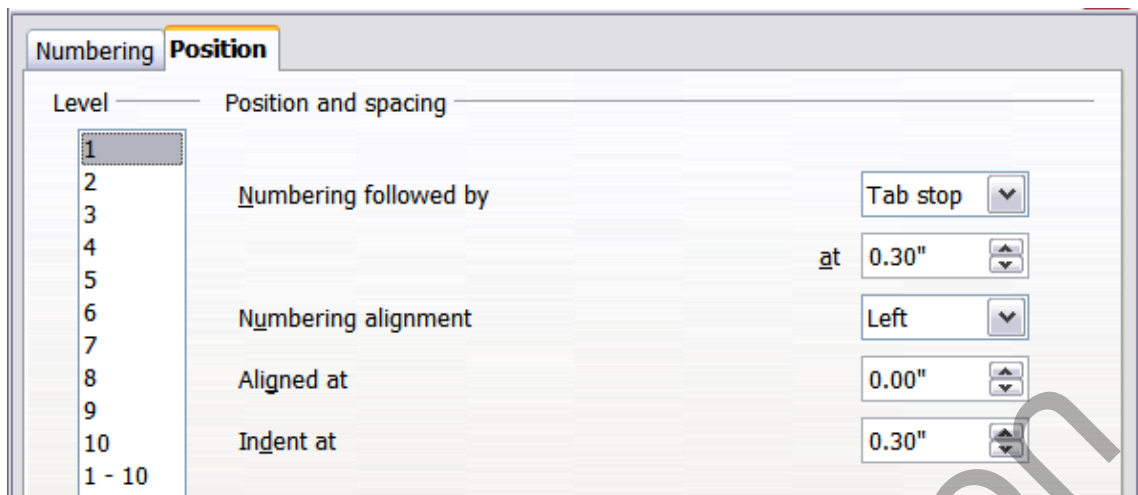 Numbering Position
Level Position and spacing
1
2
3
4
5
6
7
8
9
10
1 - 10
Numbering followed by Tab stop
at 0.30"
Numbering alignment Left
Aligned at 0.00"
Indent at 0.30"